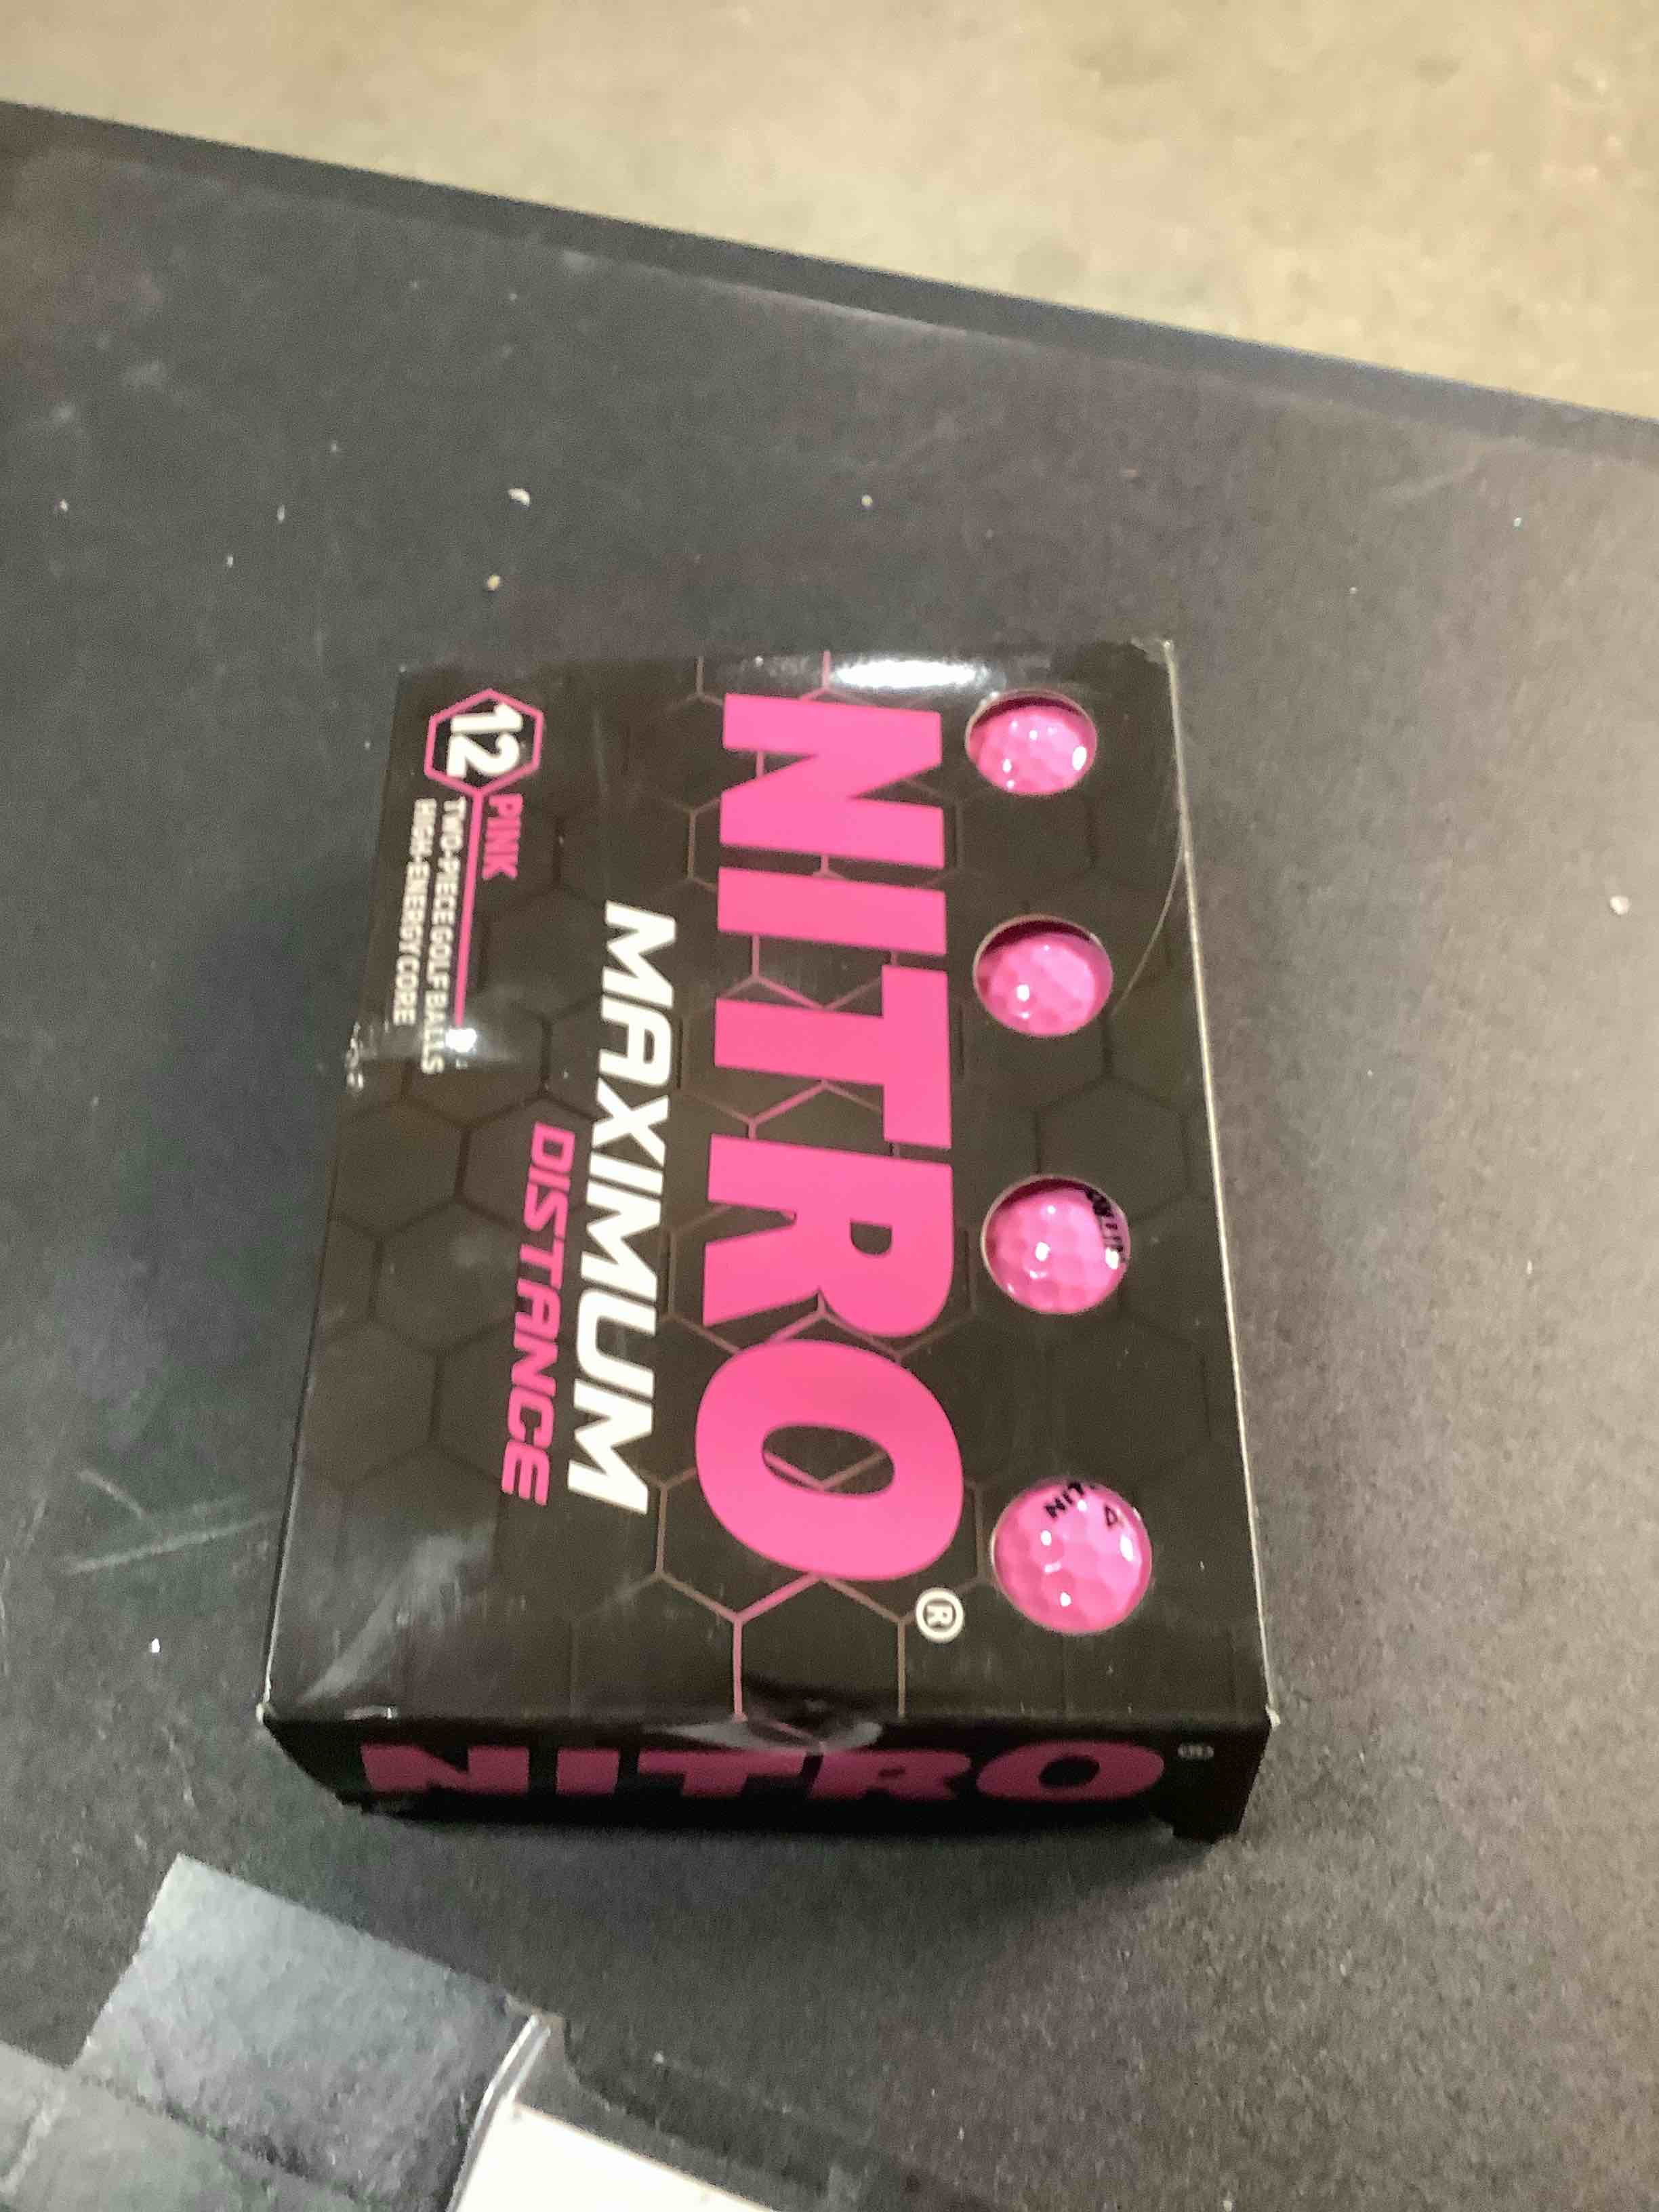 NITRO®
MAXIMUM
DISTANCE
12
PINK
TWO-PIECE GOLF BALLS
HIGH-ENERGY CORE
NITRO®